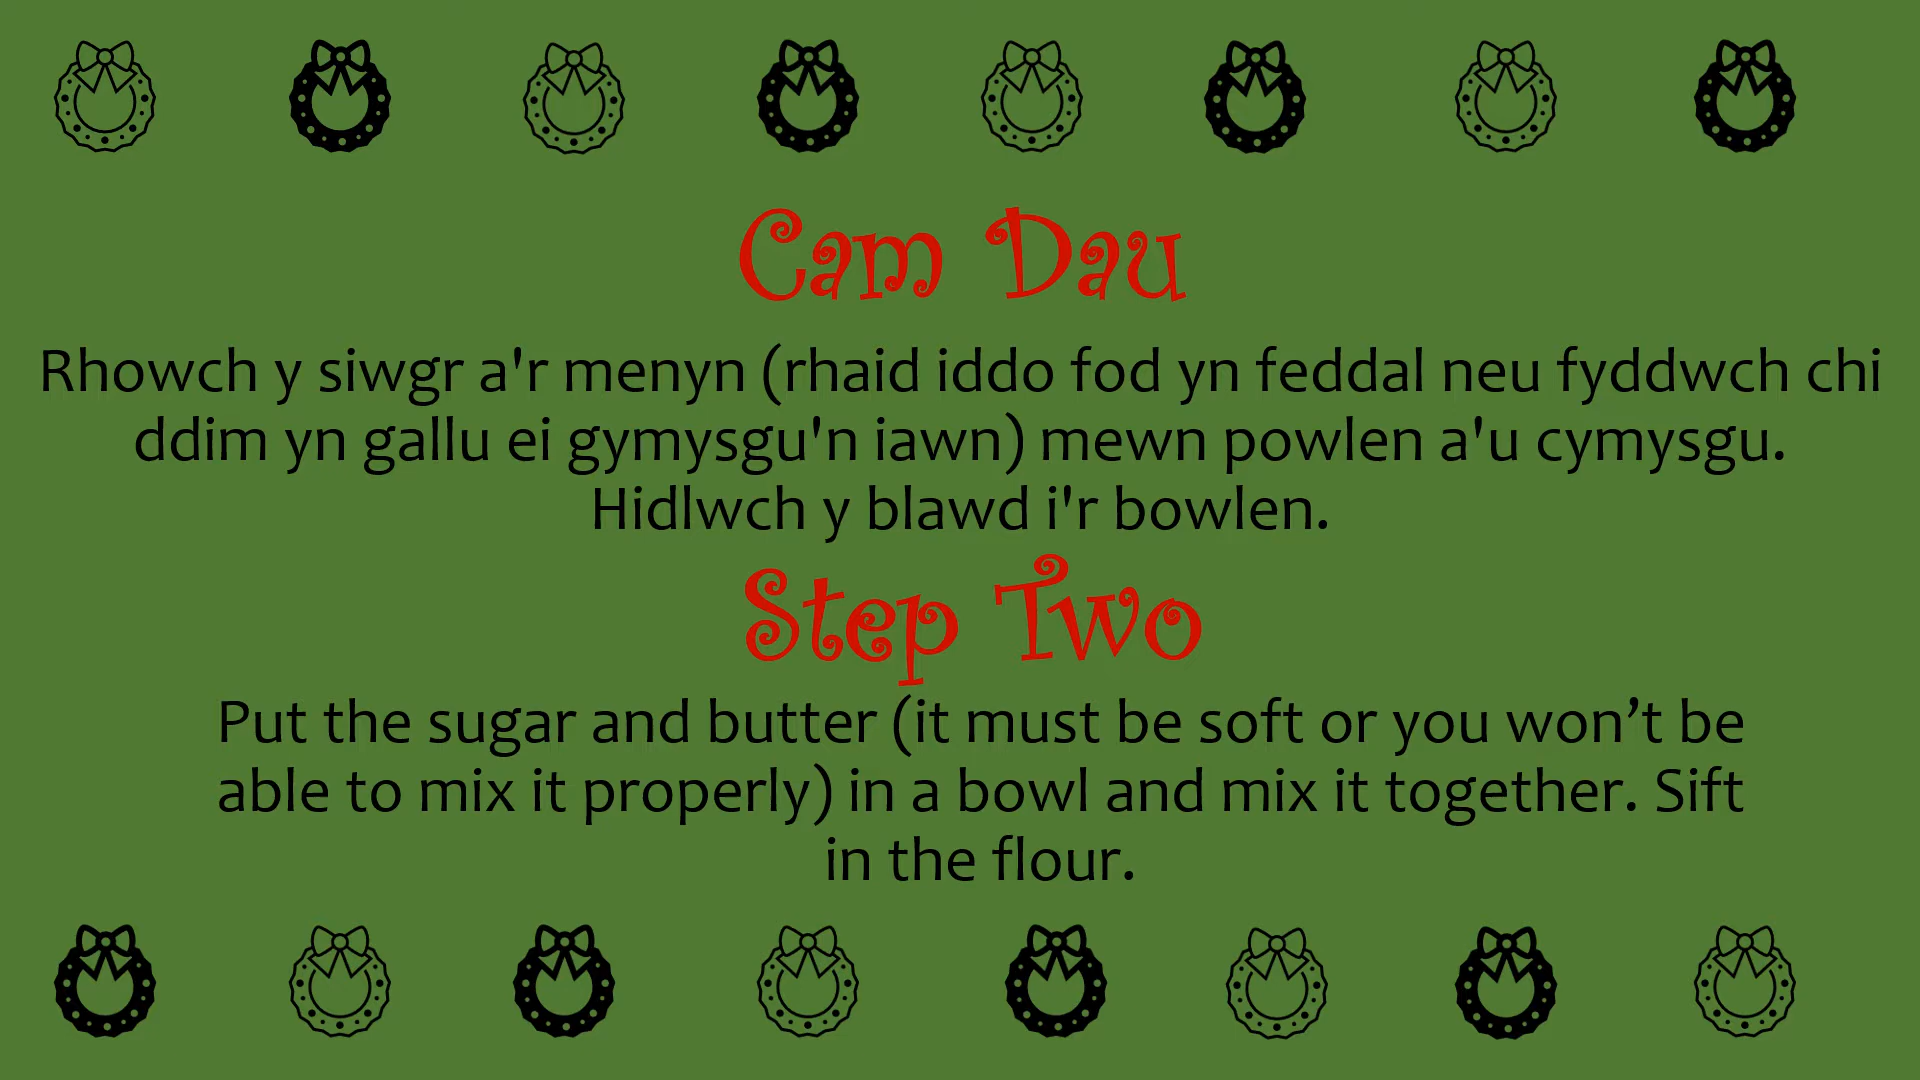 Cam Dau
Rhowch y siwgr a'r menyn (rhaid iddo fod yn feddal neu fyddwch chi
ddim yn gallu ei gymysgu'n iawn) mewn powlen a'u cymysgu.
Hidlwch y blawd i'r bowlen.
Step Two
Put the sugar and butter (it must be soft or you won’t be
able to mix it properly) in a bowl and mix it together. Sift
in the flour.